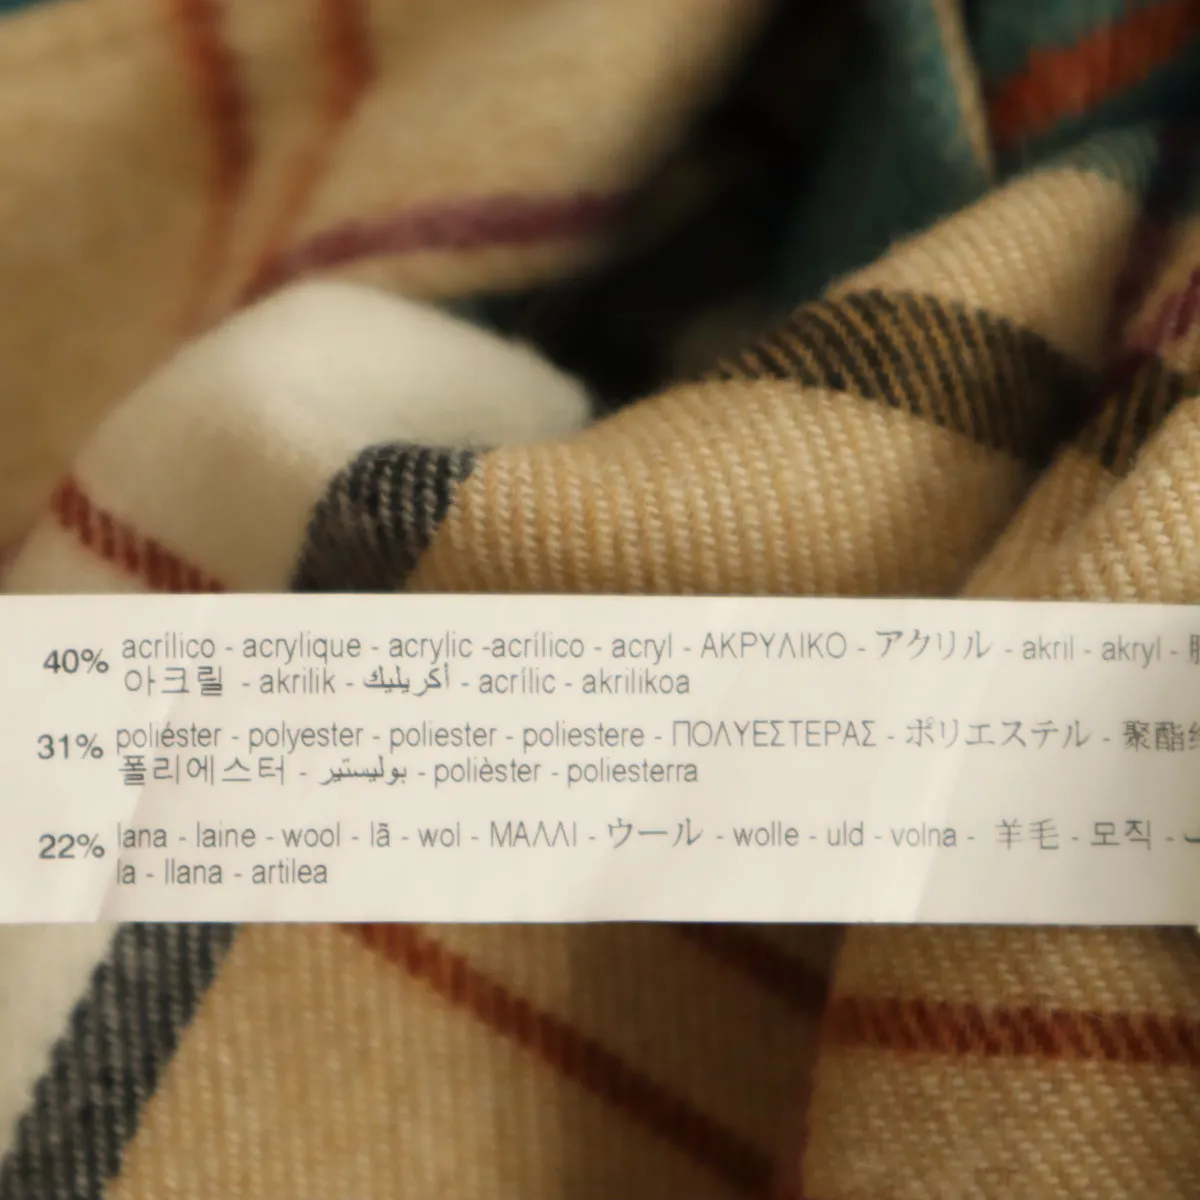 40% acrílico - acrylique - acrylic -acrílico - acryl - ΑΚΡΥΛΙΚΟ - アクリル - akril - akryl -
아크릴 - akrilik - أكريليك - acrílic - akrilikoa
31% poliéster - polyester - poliester - poliestere - ΠΟΛΥΕΣΤΕΡΑΣ - ポリエステル - 聚酯
폴리에스터 - بوليستير - polièster - poliesterra
22% lana - laine - wool - lã - wol - ΜΑΛΛΙ - ウール - wolle - uld - volna - 羊毛 - 모직 -
la - llana - artilea